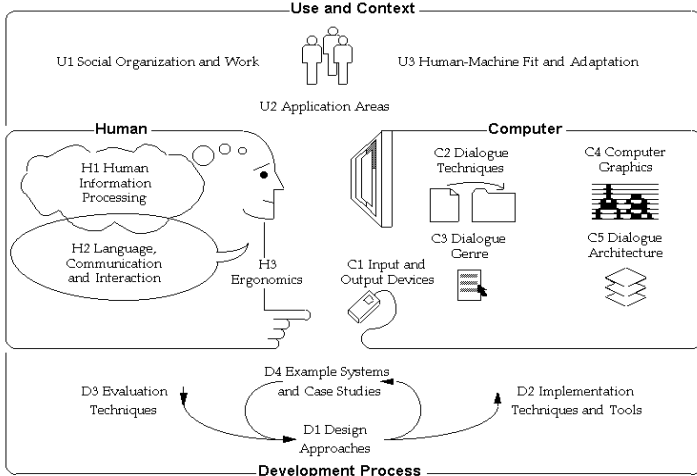 Use and Context
U1 Social Organization and Work
U3 Human-Machine Fit and Adaptation
U2 Application Areas
Human
H1 Human
Information
Processing
H2 Language,
Communication
and Interaction
H3
Ergonomics
Computer
C2 Dialogue
Techniques
C4 Computer
Graphics
Aa
C3 Dialogue
Genre
C5 Dialogue
Architecture
C1 Input and
Output Devices
D4 Example Systems
and Case Studies
D3 Evaluation
Techniques
D2 Implementation
Techniques and Tools
D1 Design
Approaches
Development Process